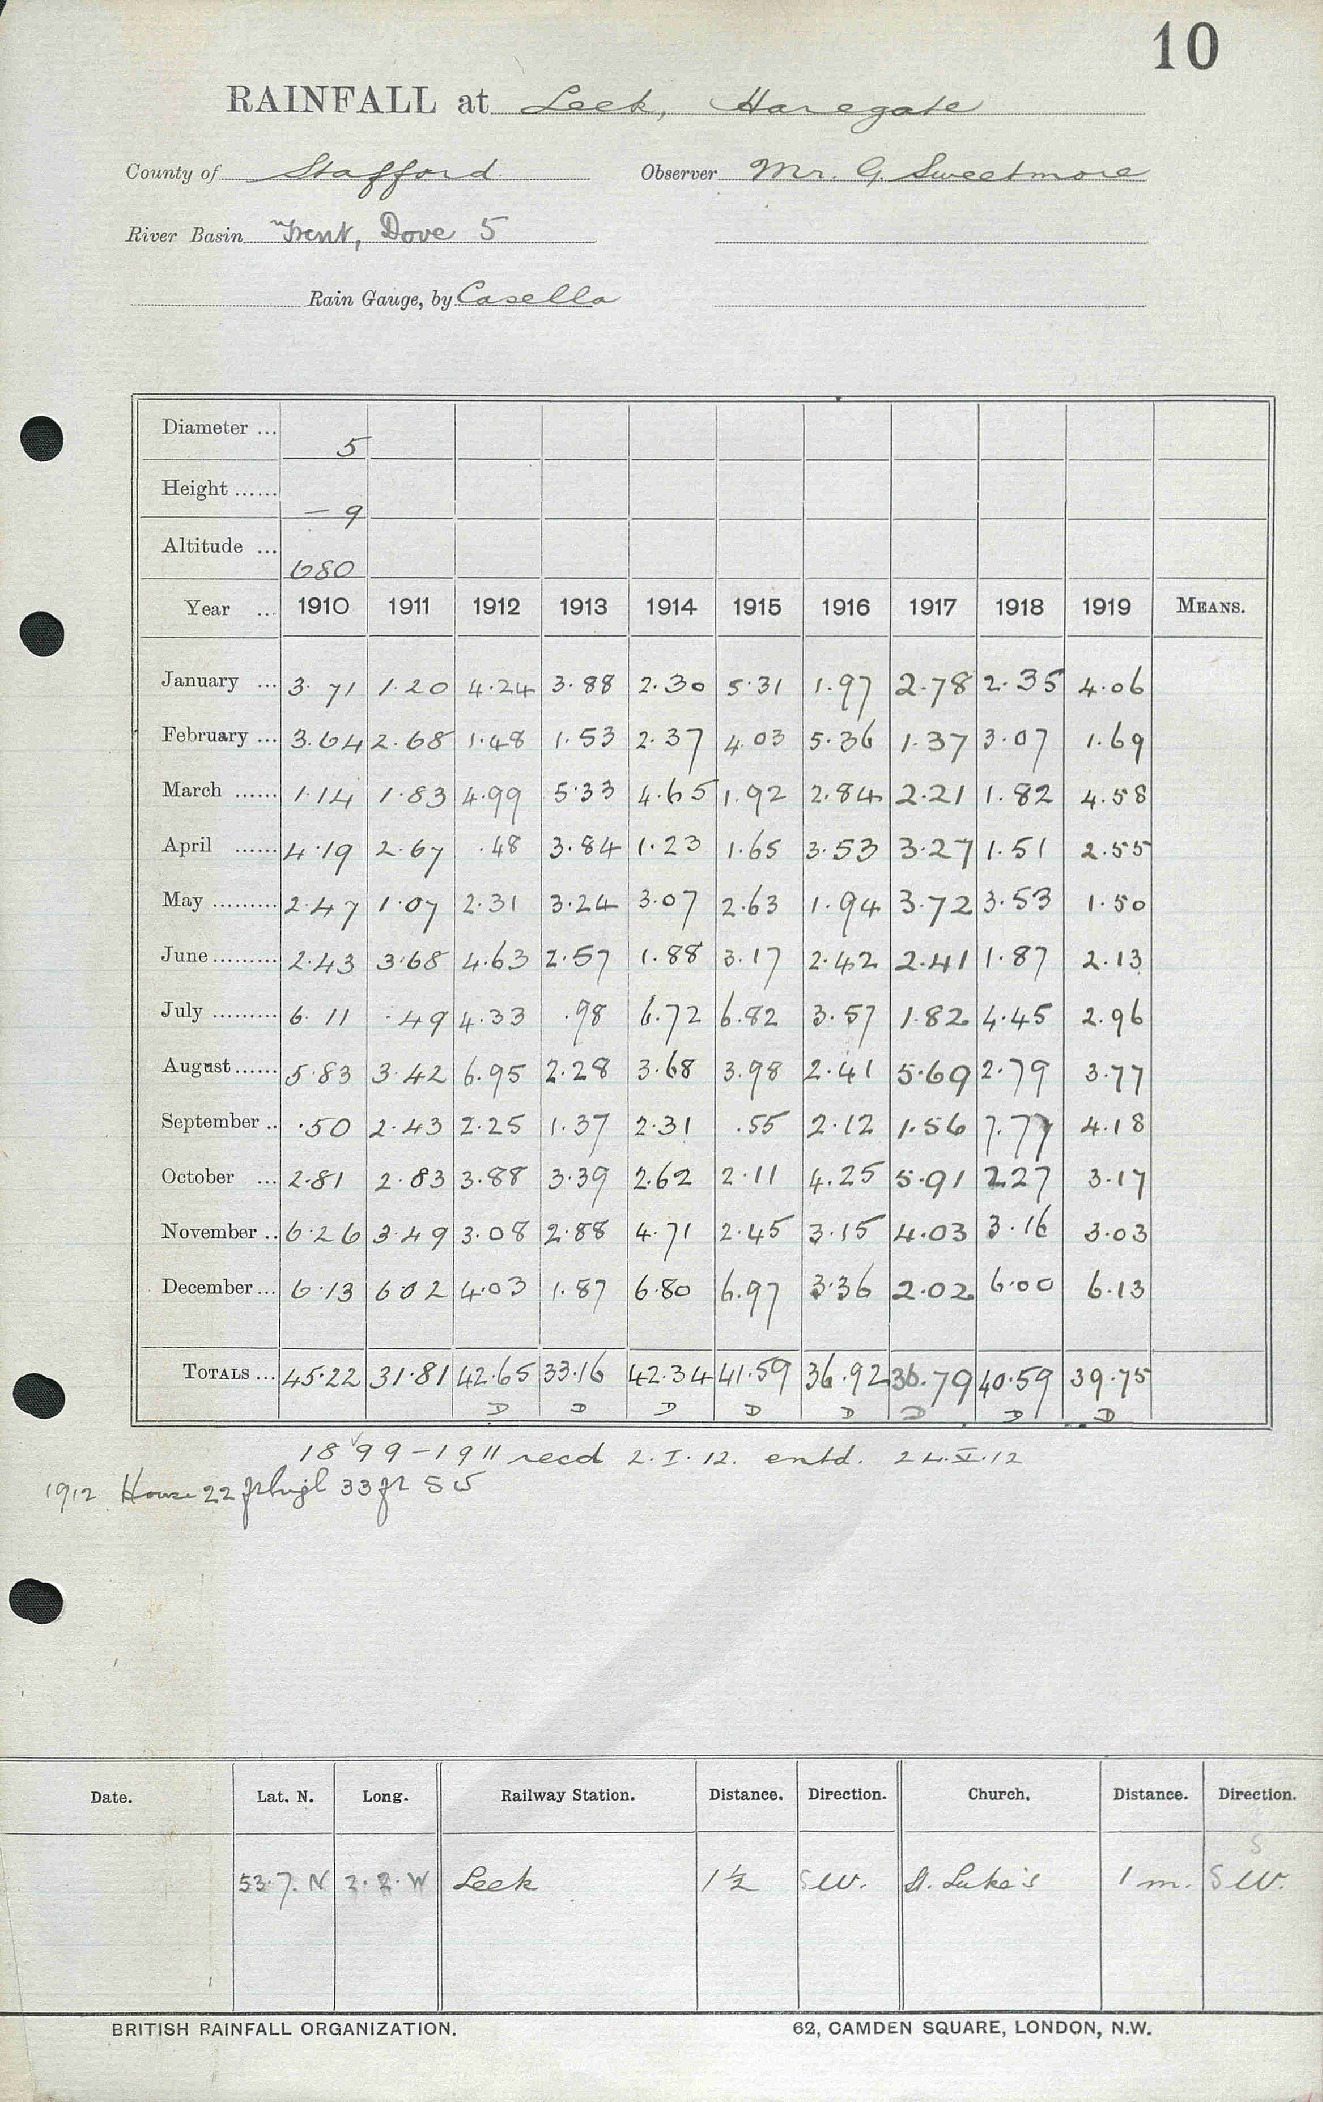 10
RAINFALL at Leek, Haregate
County of Stafford Observer Mr. G. Sweetmore
River Basin Trent, Dove 5
Rain Gauge, by Casella
Diameter ... 5
Height ...... — 9
Altitude ... 680
Year ... 1910 1911 1912 1913 1914 1915 1916 1917 1918 1919 MEANS.
January ... 3.71 1.20 4.24 3.88 2.30 5.31 1.97 2.78 2.35 4.06
February ... 3.64 2.68 1.48 1.53 2.37 4.03 5.36 1.37 3.07 1.69
March ...... 1.14 1.83 4.99 5.33 4.65 1.92 2.84 2.21 1.82 4.58
April ...... 4.19 2.67 .48 3.84 1.23 1.65 3.53 3.27 1.51 2.55
May ......... 2.47 1.07 2.31 3.24 3.07 2.63 1.94 3.72 3.53 1.50
June ......... 2.43 3.68 4.63 2.57 1.88 3.17 2.42 2.41 1.87 2.13
July ......... 6.11 .49 4.33 .98 6.72 6.82 3.57 1.82 4.45 2.96
August ...... 5.83 3.42 6.95 2.28 3.68 3.98 2.41 5.69 2.79 3.77
September .. .50 2.43 2.25 1.37 2.31 .55 2.12 1.56 7.77 4.18
October ... 2.81 2.83 3.88 3.39 2.62 2.11 4.25 5.91 2.27 3.17
November .. 6.26 3.49 3.08 2.88 4.71 2.45 3.15 4.03 3.16 3.03
December ... 6.13 6.02 4.03 1.87 6.80 6.97 3.36 2.02 6.00 6.13
TOTALS ... 45.22 31.81 42.65 33.16 42.34 41.59 36.92 36.79 40.59 39.75
D D D D D D D D
1899-1911 recd 2.I.12. entd. 24.V.12
1912 House 22 ft high 33 ft SW
Date. Lat. N. Long. Railway Station. Distance. Direction. Church. Distance. Direction.
53.7.N 2.2.W Leek 1½ SW. St. Luke's 1 m. SSW.
BRITISH RAINFALL ORGANIZATION. 62, CAMDEN SQUARE, LONDON, N.W.